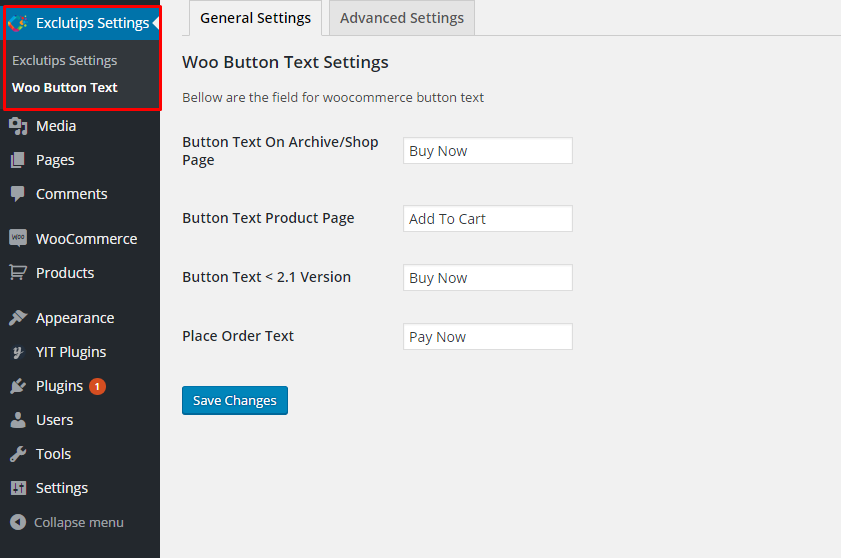 Exclutips Settings
Exclutips Settings
Woo Button Text
Media
Pages
Comments
WOO
WooCommerce
Products
Appearance
YIT Plugins
Plugins 1
Users
Tools
Settings
Collapse menu
General Settings
Advanced Settings
Woo Button Text Settings
Bellow are the field for woocommerce button text
Button Text On Archive/Shop
Page
Buy Now
Button Text Product Page
Add To Cart
Button Text < 2.1 Version
Buy Now
Place Order Text
Pay Now
Save Changes